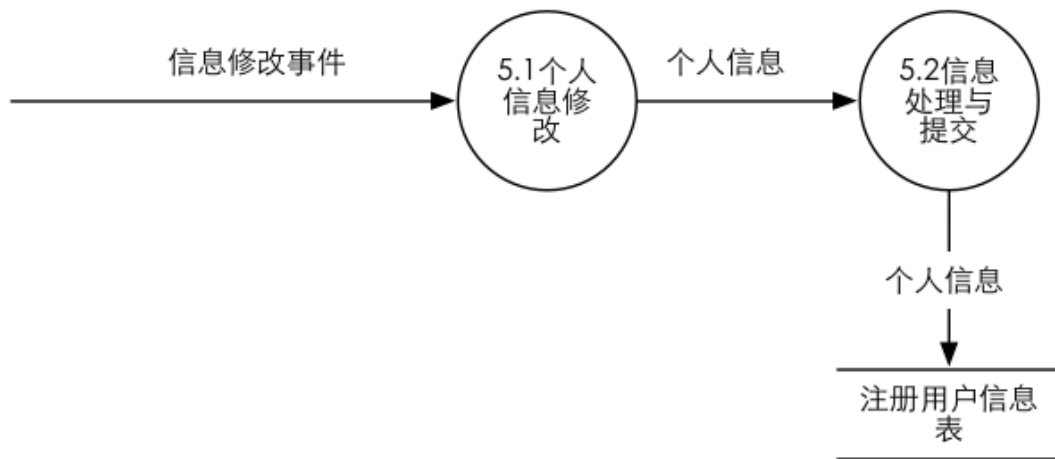 信息修改事件
5.1个人
信息修
改
个人信息
5.2信息
处理与
提交
个人信息
注册用户信息
表